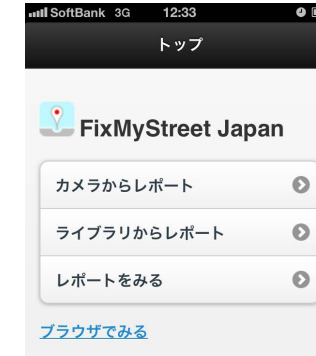 SoftBank 3G 12:33
トップ
FixMyStreet Japan
カメラからレポート
ライブラリからレポート
レポートをみる
ブラウザでみる